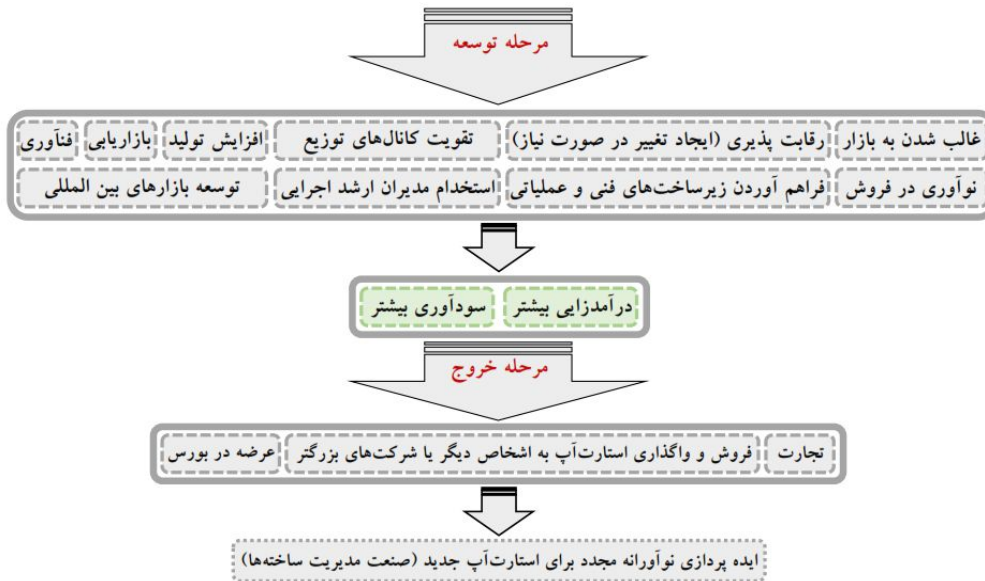 مرحله توسعه
غالب شدن به بازار رقابت پذیری (ایجاد تغییر در صورت نیاز) تقویت کانال‌های توزیع افزایش تولید بازاریابی فنآوری
نوآوری در فروش فراهم آوردن زیرساخت‌های فنی و عملیاتی استخدام مدیران ارشد اجرایی توسعه بازارهای بین المللی
درآمدزایی بیشتر سودآوری بیشتر
مرحله خروج
تجارت فروش و واگذاری استارت‌آپ به اشخاص دیگر یا شرکت‌های بزرگتر عرضه در بورس
ایده پردازی نوآورانه مجدد برای استارت‌آپ جدید (صنعت مدیریت ساخته‌ها)